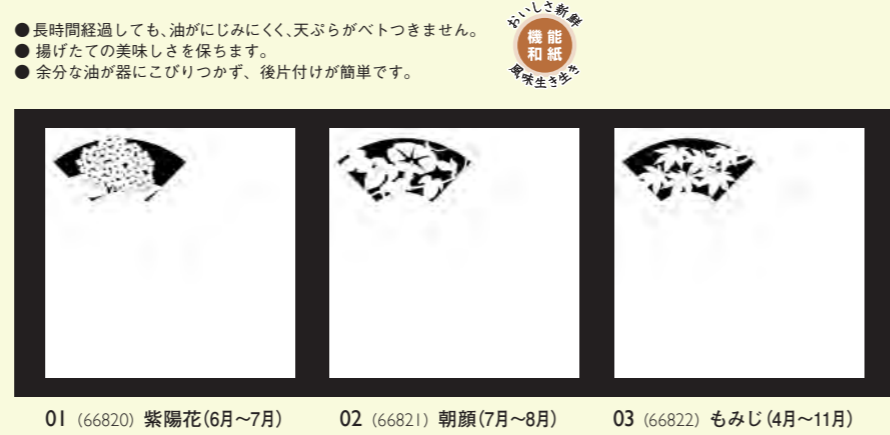 ●長時間経過しても、油がにじみにくく、天ぷらがベトつきません。
● 揚げたての美味しさを保ちます。
● 余分な油が器にこびりつかず、後片付けが簡単です。
おいしさ新鮮
機能
和紙
風味生き生き
01 (66820) 紫陽花(6月〜7月)
02 (66821) 朝顔(7月〜8月)
03 (66822) もみじ(4月〜11月)